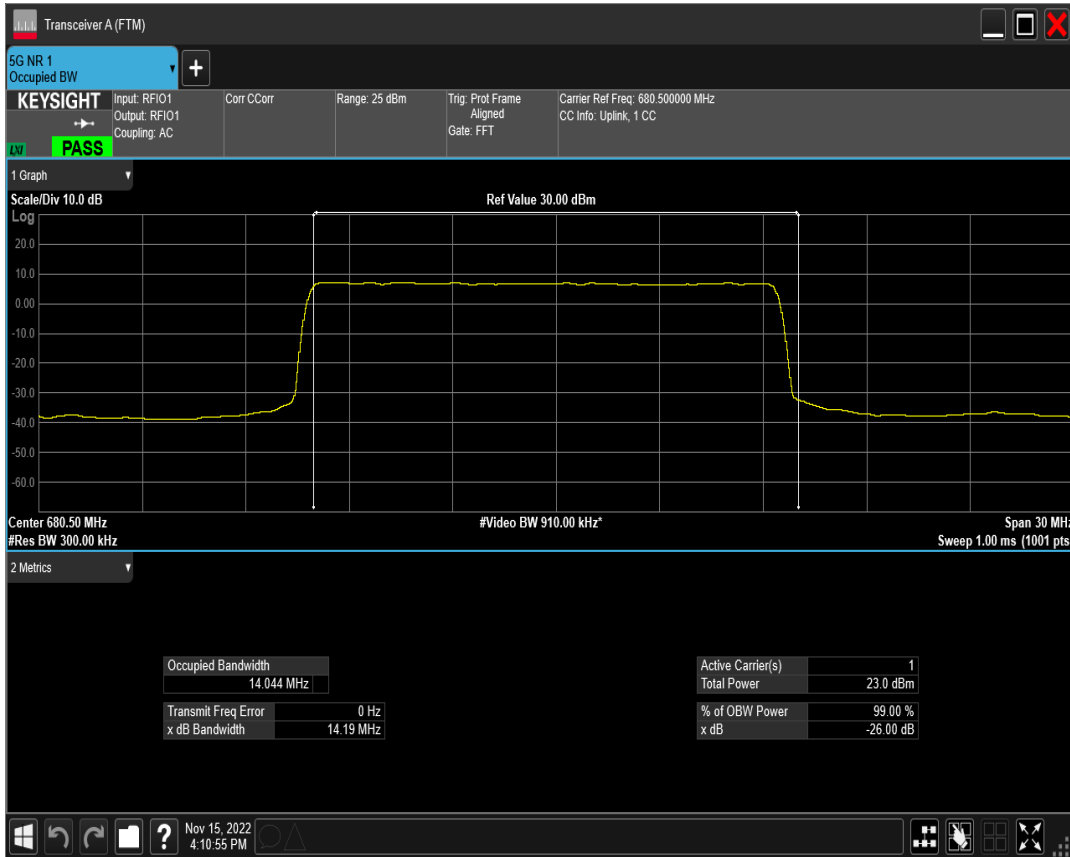 Transceiver A (FTM)
5G NR 1
Occupied BW
+
KEYSIGHT
LXI
PASS
Input: RFIO1
Output: RFIO1
Coupling: AC
Corr CCorr
Range: 25 dBm
Trig: Prot Frame
Aligned
Gate: FFT
Carrier Ref Freq: 680.500000 MHz
CC Info: Uplink, 1 CC
1 Graph
Scale/Div 10.0 dB
Ref Value 30.00 dBm
Log
20.0
10.0
0.00
-10.0
-20.0
-30.0
-40.0
-50.0
-60.0
Center 680.50 MHz
#Video BW 910.00 kHz*
Span 30 MHz
#Res BW 300.00 kHz
Sweep 1.00 ms (1001 pts
2 Metrics
Occupied Bandwidth
14.044 MHz
Transmit Freq Error 0 Hz
x dB Bandwidth 14.19 MHz
Active Carrier(s) 1
Total Power 23.0 dBm
% of OBW Power 99.00 %
x dB -26.00 dB
?
Nov 15, 2022
4:10:55 PM